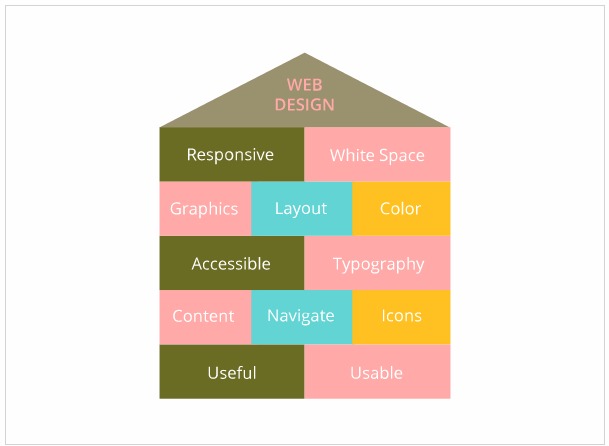 WEB
DESIGN
Responsive White Space
Graphics Layout Color
Accessible Typography
Content Navigate Icons
Useful Usable